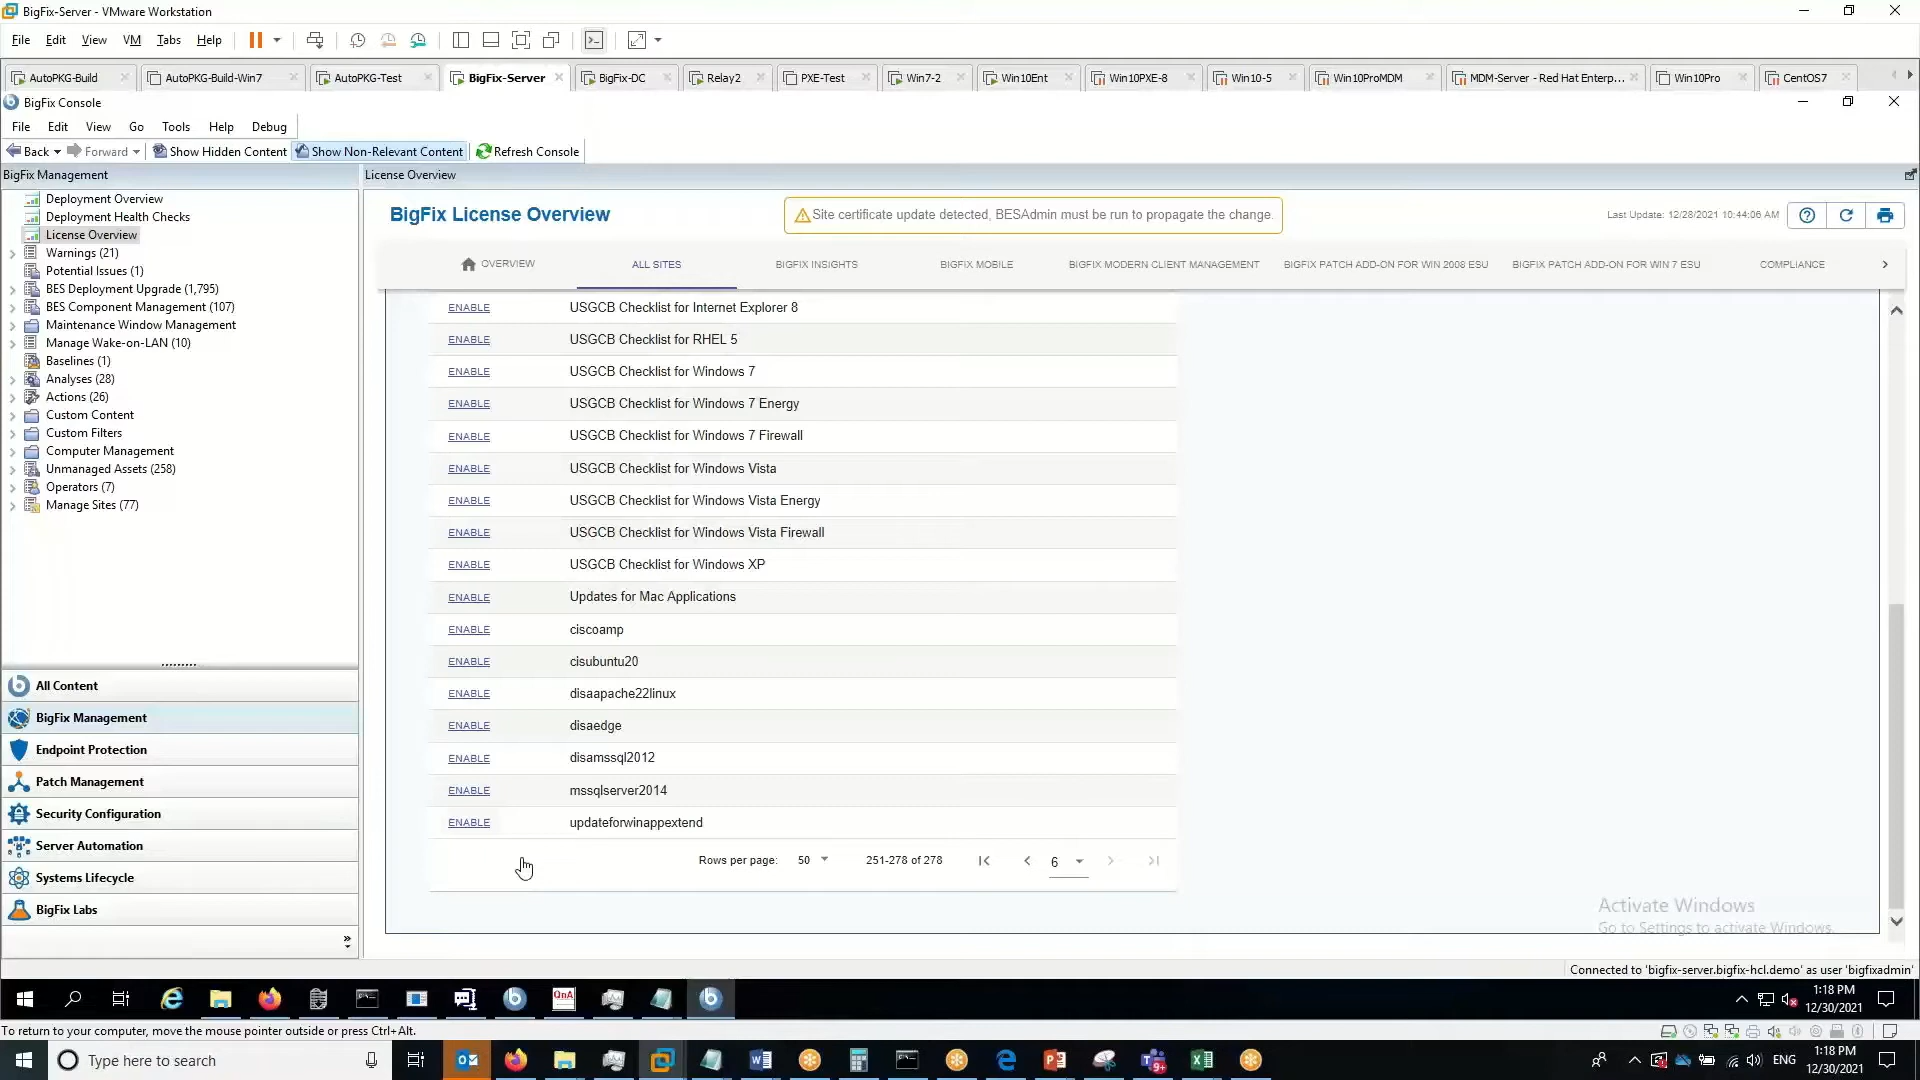 BigFix-Server - VMware Workstation
File Edit View VM Tabs Help
AutoPKG-Build AutoPKG-Build-Win7 AutoPKG-Test BigFix-Server BigFix-DC Relay2 PXE-Test Win7-2 Win10Ent Win10PXE-8 Win10-5 Win10ProMDM MDM-Server - Red Hat Enterp... Win10Pro CentOS7
BigFix Console
File Edit View Go Tools Help Debug
Back Forward Show Hidden Content Show Non-Relevant Content Refresh Console
BigFix Management
Deployment Overview
Deployment Health Checks
License Overview
Warnings (21)
Potential Issues (1)
BES Deployment Upgrade (1,795)
BES Component Management (107)
Maintenance Window Management
Manage Wake-on-LAN (10)
Baselines (1)
Analyses (28)
Actions (26)
Custom Content
Custom Filters
Computer Management
Unmanaged Assets (258)
Operators (7)
Manage Sites (77)
All Content
BigFix Management
Endpoint Protection
Patch Management
Security Configuration
Server Automation
Systems Lifecycle
BigFix Labs
License Overview
BigFix License Overview
Site certificate update detected, BESAdmin must be run to propagate the change.
Last Update: 12/28/2021 10:44:06 AM
OVERVIEW ALL SITES BIGFIX INSIGHTS BIGFIX MOBILE BIGFIX MODERN CLIENT MANAGEMENT BIGFIX PATCH ADD-ON FOR WIN 2008 ESU BIGFIX PATCH ADD-ON FOR WIN 7 ESU COMPLIANCE
ENABLE USGCB Checklist for Internet Explorer 8
ENABLE USGCB Checklist for RHEL 5
ENABLE USGCB Checklist for Windows 7
ENABLE USGCB Checklist for Windows 7 Energy
ENABLE USGCB Checklist for Windows 7 Firewall
ENABLE USGCB Checklist for Windows Vista
ENABLE USGCB Checklist for Windows Vista Energy
ENABLE USGCB Checklist for Windows Vista Firewall
ENABLE USGCB Checklist for Windows XP
ENABLE Updates for Mac Applications
ENABLE ciscoamp
ENABLE cisubuntu20
ENABLE disaapache22linux
ENABLE disaedge
ENABLE disamssql2012
ENABLE mssqlserver2014
ENABLE updateforwinappextend
Rows per page: 50 251-278 of 278 6
Activate Windows
Go to Settings to activate Windows.
Connected to 'bigfix-server.bigfix-hcl.demo' as user 'bigfixadmin'
QnA
1:18 PM
12/30/2021
To return to your computer, move the mouse pointer outside or press Ctrl+Alt.
Type here to search
ENG
1:18 PM
12/30/2021